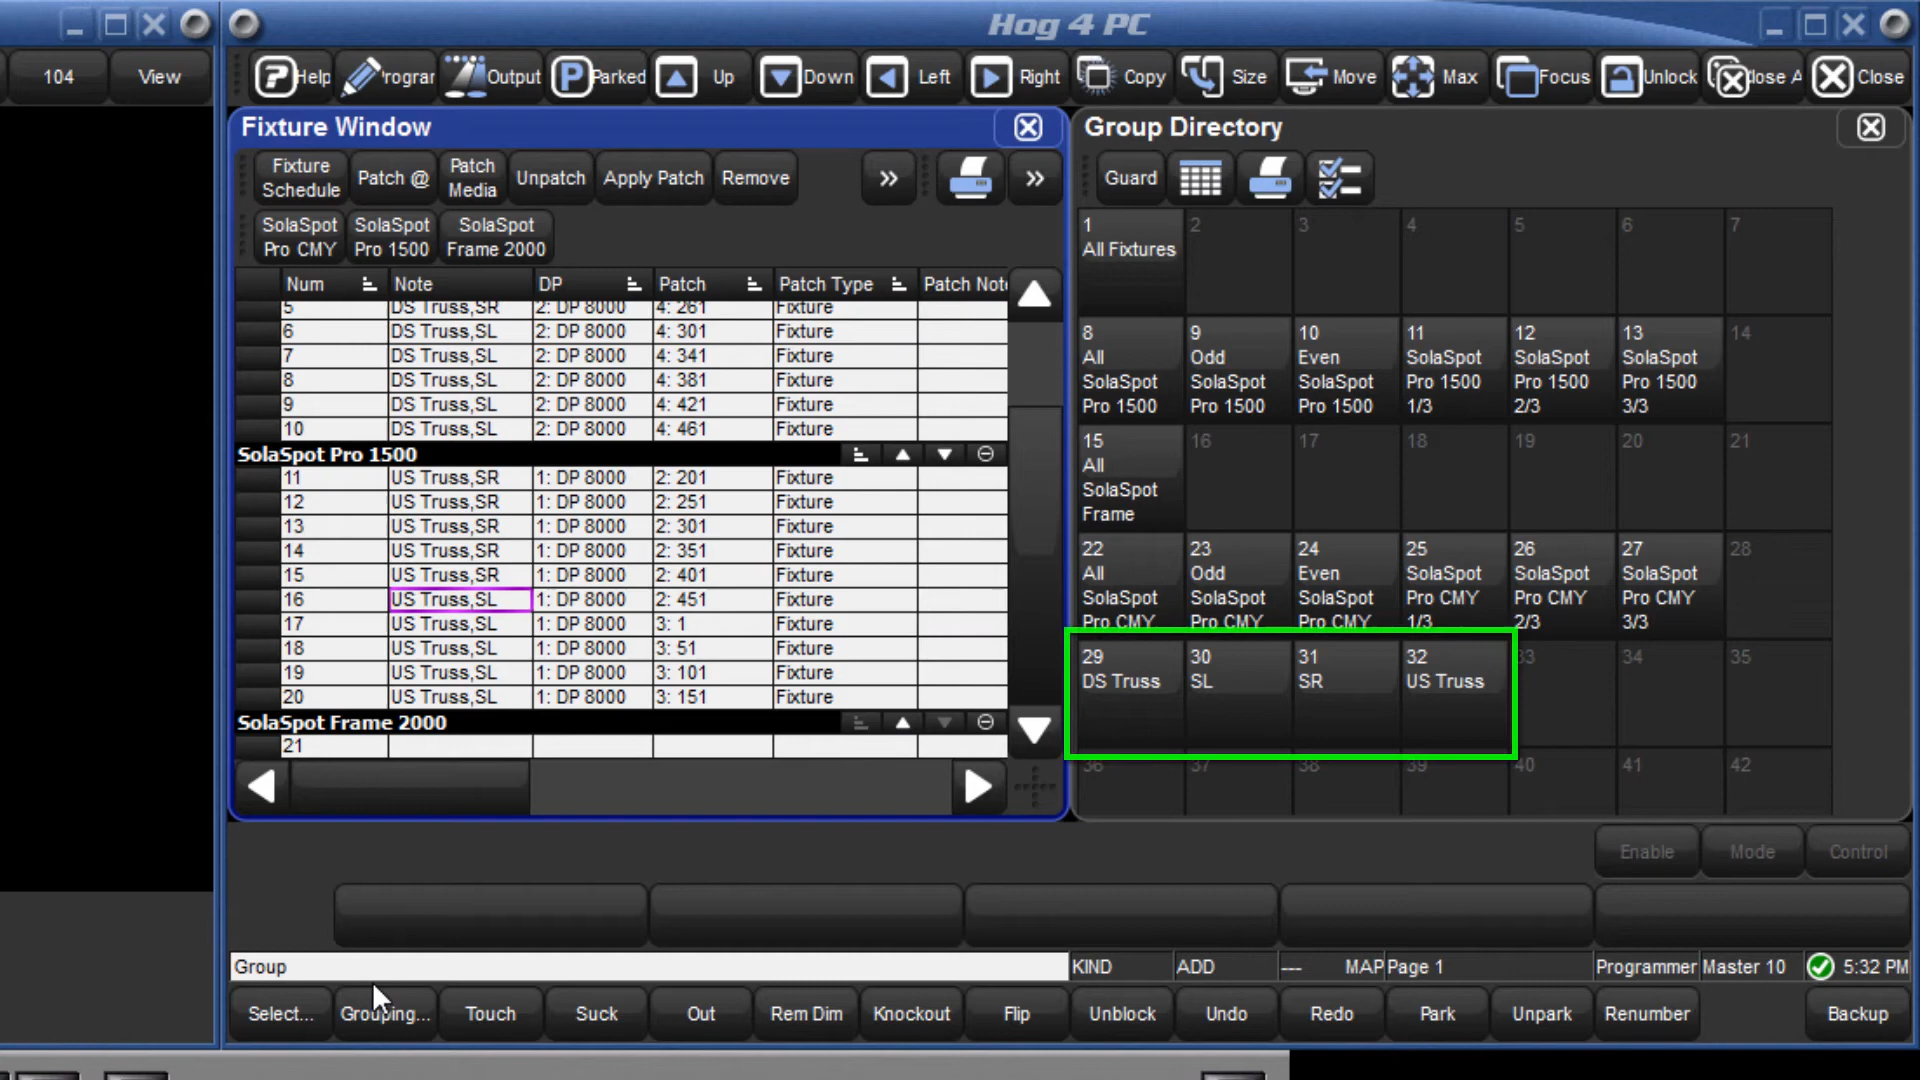 Hog 4 PC
104
View
Help
Output
Parked
Up
Down
Left
Right
Copy
Size
Move
Max
Focus
Unlock
Close
Fixture Window
Fixture Schedule
Patch @
Patch Media
Unpatch
Apply Patch
Remove
SolaSpot Pro CMY
SolaSpot Pro 1500
SolaSpot Frame 2000
Num Note DP Patch Patch Type Patch Not
5 DS Truss,SR 2: DP 8000 4: 261 Fixture
6 DS Truss,SL 2: DP 8000 4: 301 Fixture
7 DS Truss,SL 2: DP 8000 4: 341 Fixture
8 DS Truss,SL 2: DP 8000 4: 381 Fixture
9 DS Truss,SL 2: DP 8000 4: 421 Fixture
10 DS Truss,SL 2: DP 8000 4: 461 Fixture
SolaSpot Pro 1500
11 US Truss,SR 1: DP 8000 2: 201 Fixture
12 US Truss,SR 1: DP 8000 2: 251 Fixture
13 US Truss,SR 1: DP 8000 2: 301 Fixture
14 US Truss,SR 1: DP 8000 2: 351 Fixture
15 US Truss,SR 1: DP 8000 2: 401 Fixture
16 US Truss,SL 1: DP 8000 2: 451 Fixture
17 US Truss,SL 1: DP 8000 3: 1 Fixture
18 US Truss,SL 1: DP 8000 3: 51 Fixture
19 US Truss,SL 1: DP 8000 3: 101 Fixture
20 US Truss,SL 1: DP 8000 3: 151 Fixture
SolaSpot Frame 2000
21
Group Directory
Guard
1 All Fixtures
2
3
4
5
6
7
8 All SolaSpot Pro 1500
9 Odd SolaSpot Pro 1500
10 Even SolaSpot Pro 1500
11 SolaSpot Pro 1500 1/3
12 SolaSpot Pro 1500 2/3
13 SolaSpot Pro 1500 3/3
14
15 All SolaSpot Frame
16
17
18
19
20
21
22 All SolaSpot Pro CMY
23 Odd SolaSpot Pro CMY
24 Even SolaSpot Pro CMY
25 SolaSpot Pro CMY 1/3
26 SolaSpot Pro CMY 2/3
27 SolaSpot Pro CMY 3/3
28
29 DS Truss
30 SL
31 SR
32 US Truss
33
34
35
36
37
38
39
40
41
42
Enable
Mode
Control
Group
KIND
ADD
---
MAP
Page 1
Programmer
Master 10
5:32 PM
Select...
Grouping...
Touch
Suck
Out
Rem Dim
Knockout
Flip
Unblock
Undo
Redo
Park
Unpark
Renumber
Backup